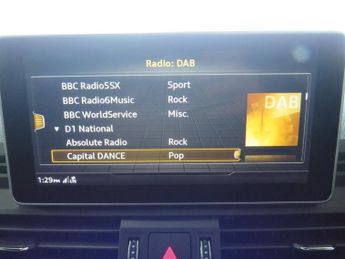 Radio: DAB
BBC Radio5SX Sport
BBC Radio6Music Rock
BBC WorldService Misc.
D1 National
Absolute Radio Rock
Capital DANCE Pop
DAB
1:29